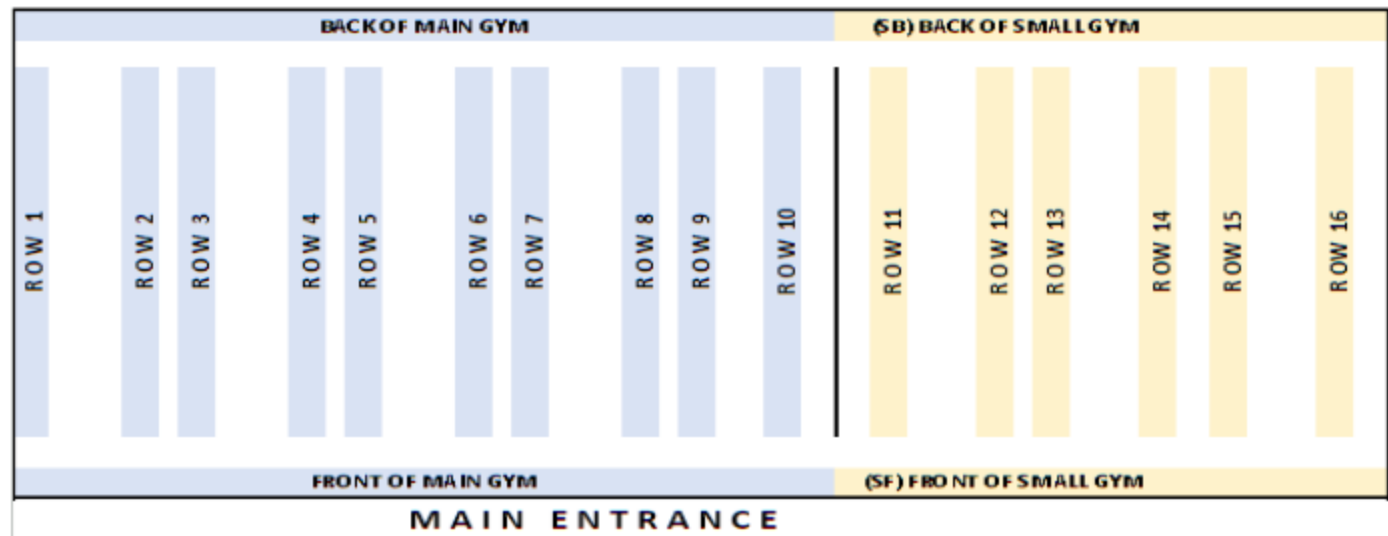 BACK OF MAIN GYM
(SB) BACK OF SMALL GYM
ROW 1
ROW 2
ROW 3
ROW 4
ROW 5
ROW 6
ROW 7
ROW 8
ROW 9
ROW 10
ROW 11
ROW 12
ROW 13
ROW 14
ROW 15
ROW 16
FRONT OF MAIN GYM
(SF) FRONT OF SMALL GYM
MAIN ENTRANCE